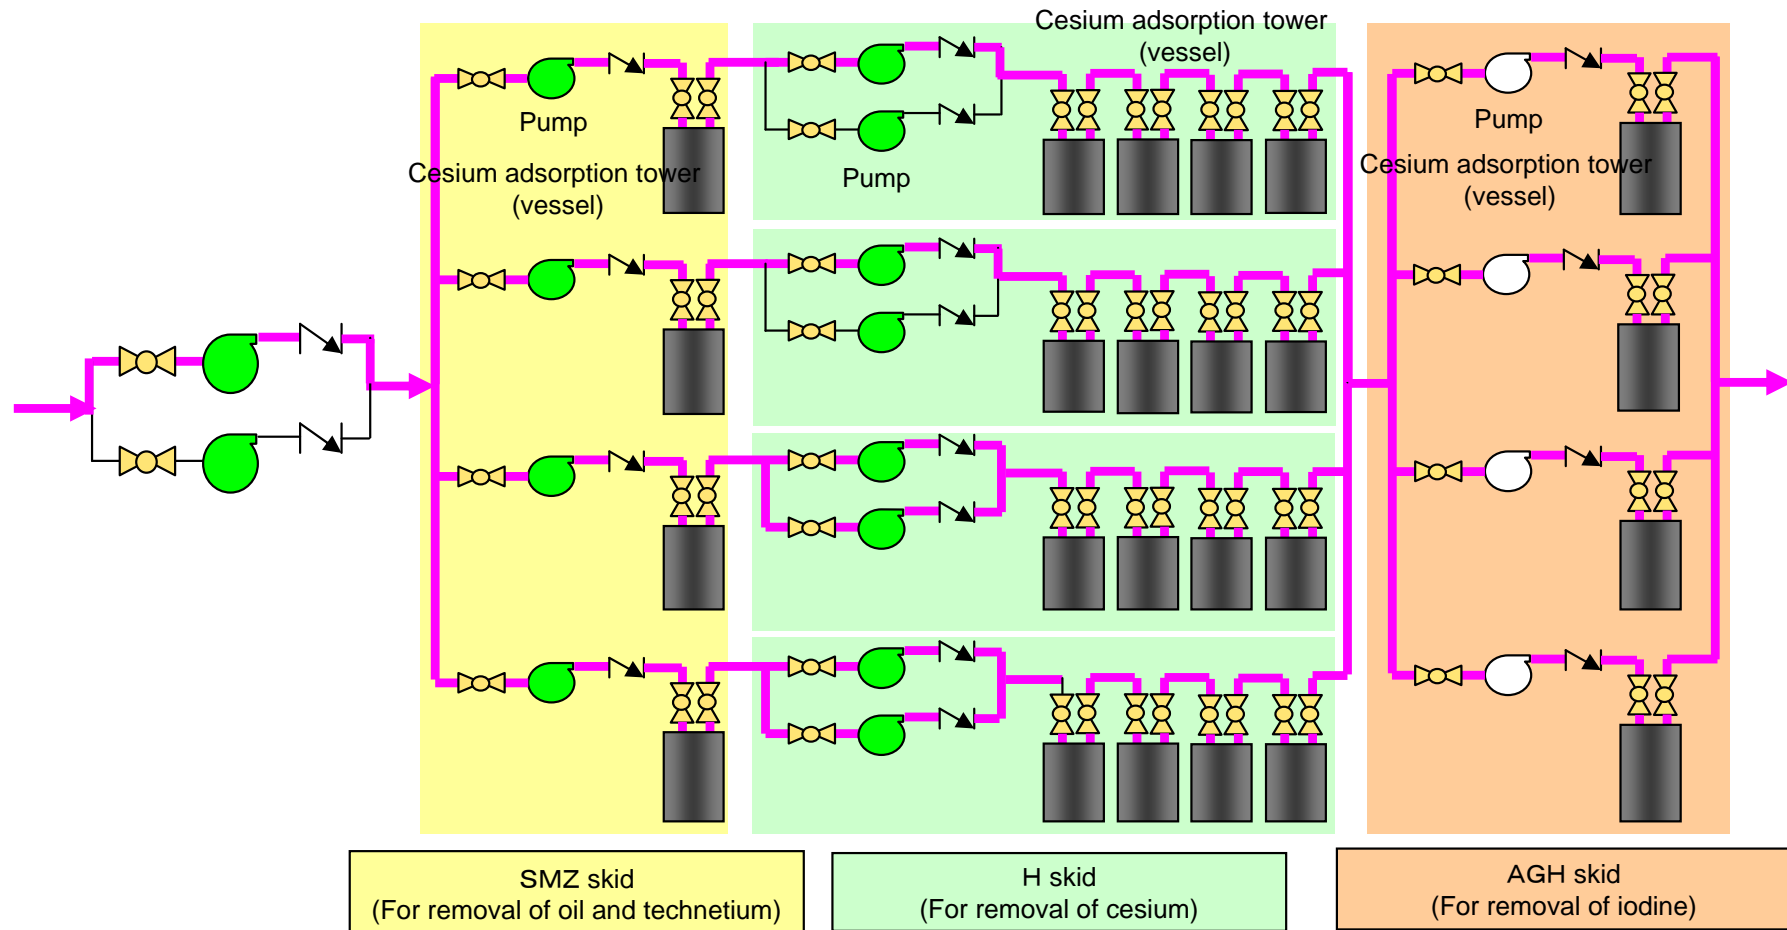 Cesium adsorption tower
(vessel)
Pump
Pump
Pump
Cesium adsorption tower
(vessel)
Cesium adsorption tower
(vessel)
SMZ skid
(For removal of oil and technetium)
H skid
(For removal of cesium)
AGH skid
(For removal of iodine)